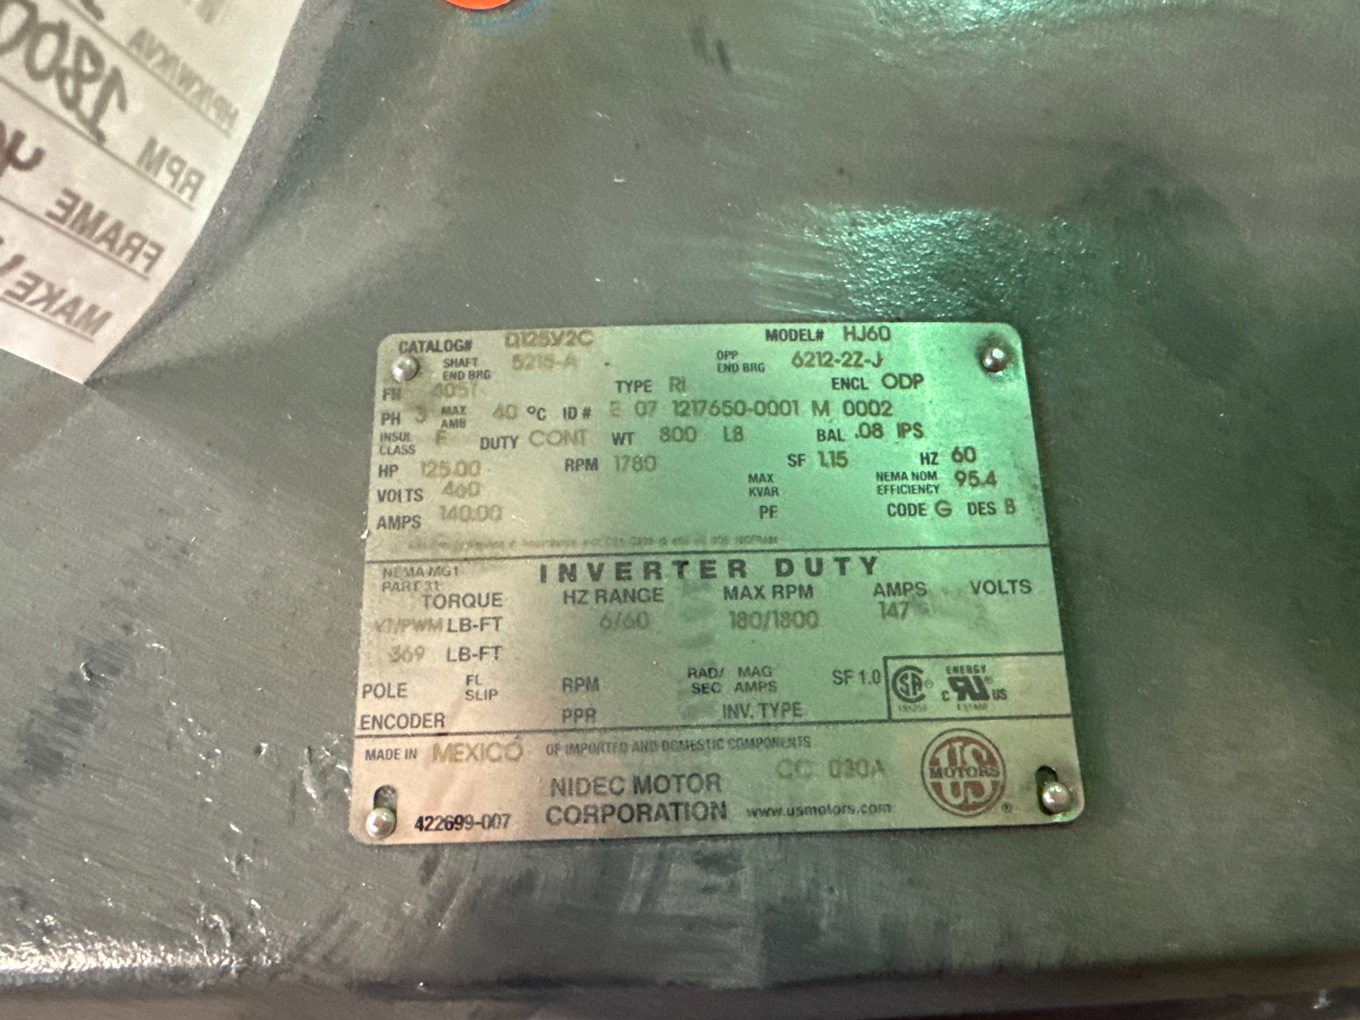 HP/KW/KVA
1800 RPM
FRAME
MAKE
CATALOG# Q125V2C MODEL# HJ60
SHAFT END BRG 5215-A - OPP END BRG 6212-2Z-J
FR 405T TYPE RI ENCL ODP
PH 3 MAX AMB 40 °C ID# E 07 1217650-0001 M 0002
INSUL CLASS F DUTY CONT WT 800 LB BAL .08 IPS
HP 125.00 RPM 1780 SF 1.15 HZ 60
VOLTS 460 MAX KVAR NEMA NOM EFFICIENCY 95.4
AMPS 140.00 PF CODE G DES B
NEMA MG1 PART 31 INVERTER DUTY
TORQUE HZ RANGE MAX RPM AMPS VOLTS
VT/PWM LB-FT 6/60 180/1800 147
369 LB-FT
POLE FL SLIP RPM RAD/SEC MAG AMPS SF 1.0
ENCODER PPR INV. TYPE
ENERGY
SA
C RU US
MADE IN MEXICO OF IMPORTED AND DOMESTIC COMPONENTS
CC 030A
NIDEC MOTOR
CORPORATION www.usmotors.com
422699-007
US MOTORS